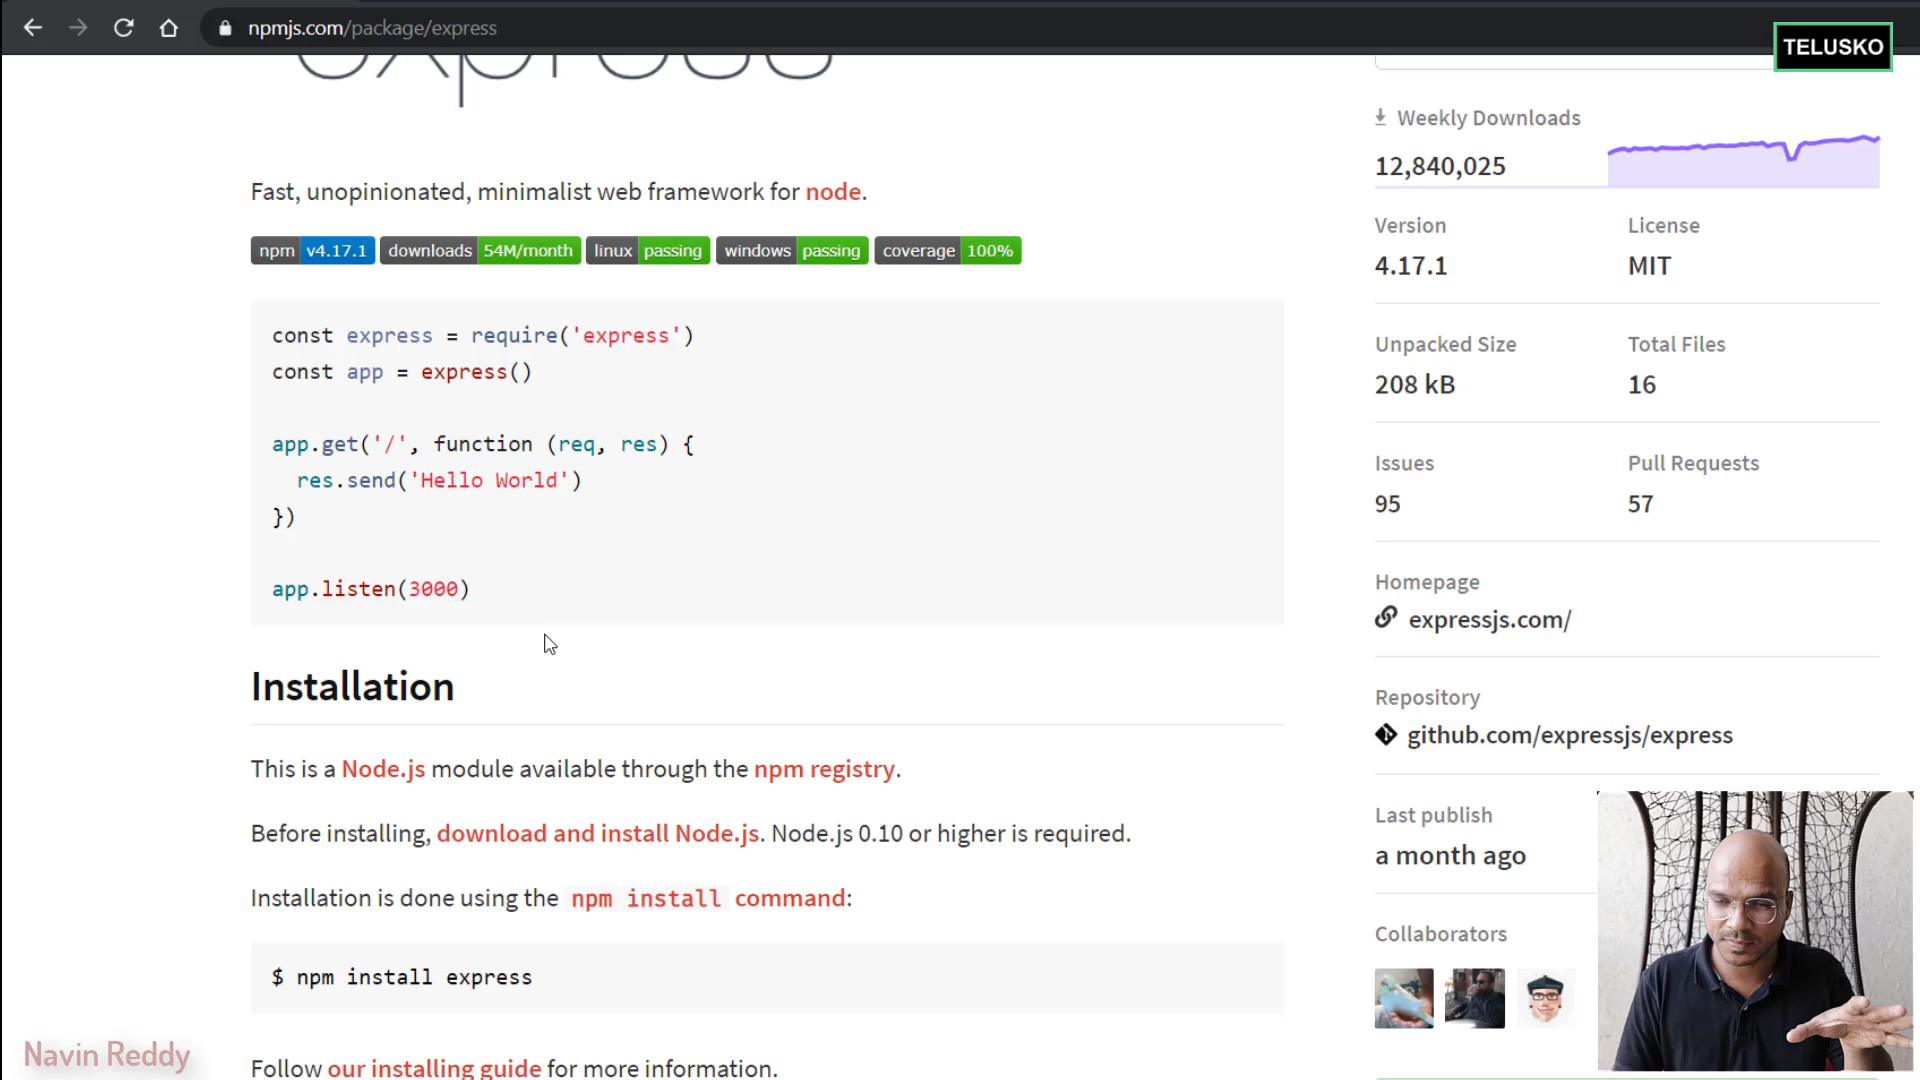 npmjs.com/package/express
TELUSKO
express
Fast, unopinionated, minimalist web framework for node.
npm v4.17.1 downloads 54M/month linux passing windows passing coverage 100%
const express = require('express')
const app = express()
app.get('/', function (req, res) {
res.send('Hello World')
})
app.listen(3000)
Installation
This is a Node.js module available through the npm registry.
Before installing, download and install Node.js. Node.js 0.10 or higher is required.
Installation is done using the npm install command:
$ npm install express
Follow our installing guide for more information.
Weekly Downloads
12,840,025
Version
4.17.1
License
MIT
Unpacked Size
208 kB
Total Files
16
Issues
95
Pull Requests
57
Homepage
expressjs.com/
Repository
github.com/expressjs/express
Last publish
a month ago
Collaborators
Navin Reddy